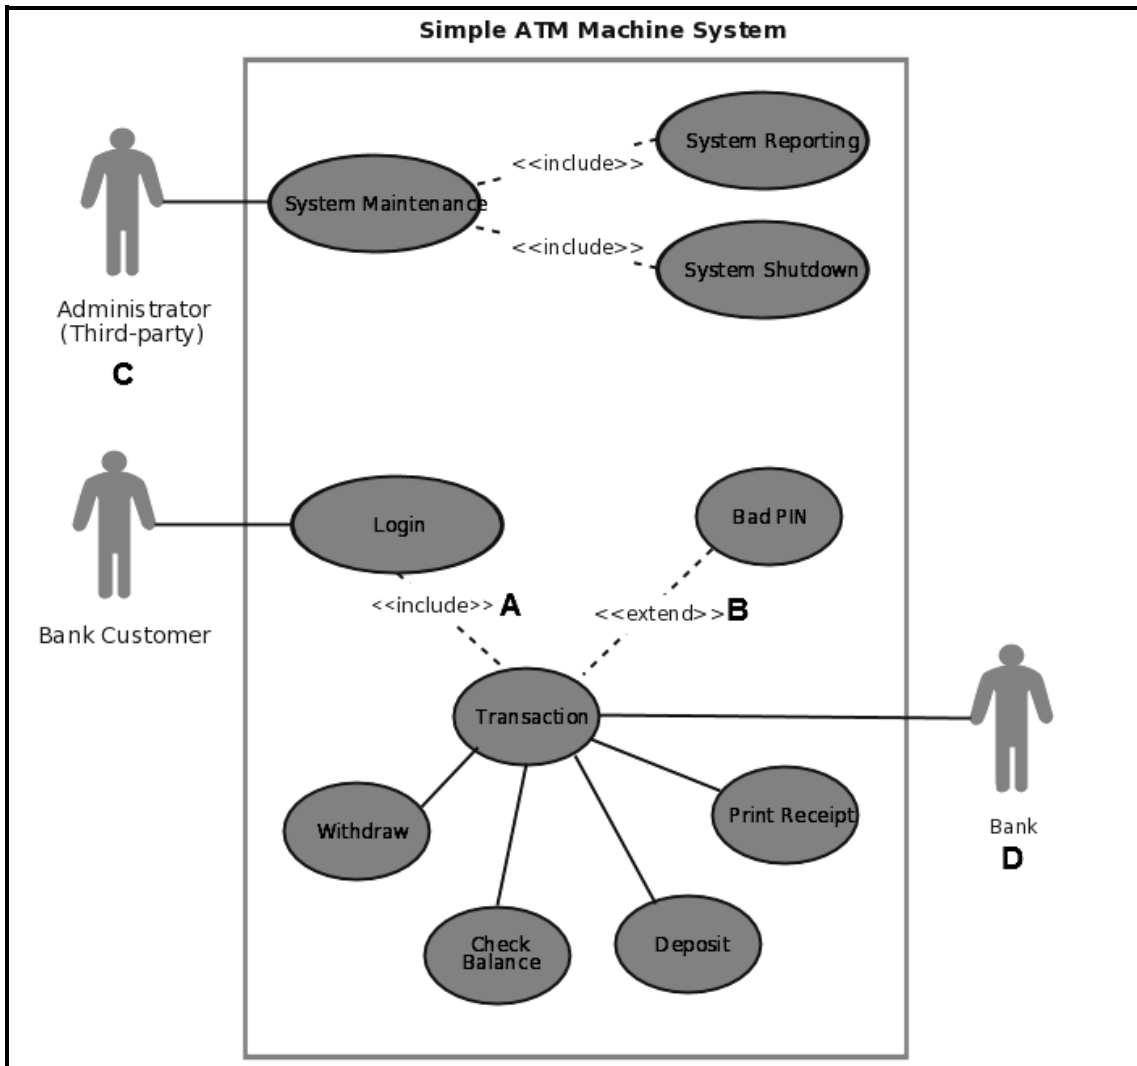 Simple ATM Machine System
System Reporting
<<include>>
System Maintenance
<<include>>
System Shutdown
Administrator
(Third-party)
C
Login
Bad PIN
<<include>> A
<<extend>> B
Bank Customer
Transaction
Withdraw
Print Receipt
Bank
D
Check
Balance
Deposit